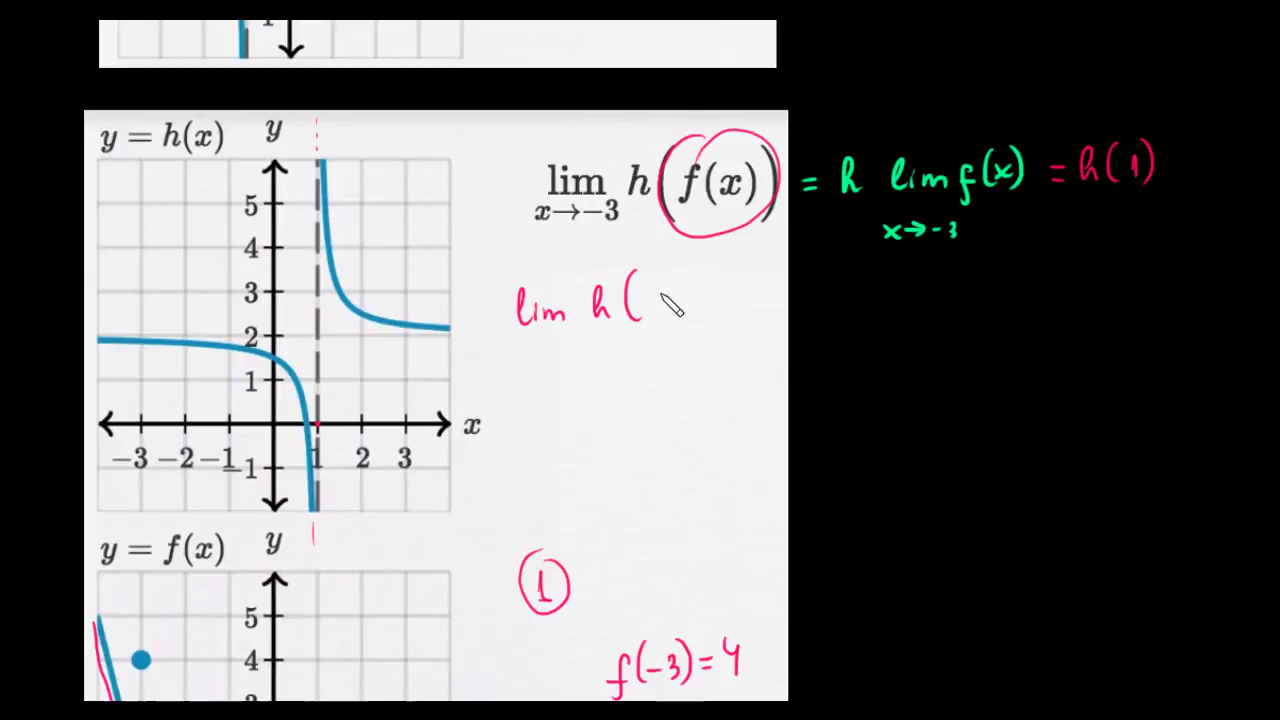 1
y = h(x) y
lim h(f(x)) = h lim f(x) = h(1)
x→−3 x→-3
5
4
3
2
1
−1
−3 −2 −1 1 2 3 x
lim h (
y = f(x) y
1
5
4
f(-3)=4